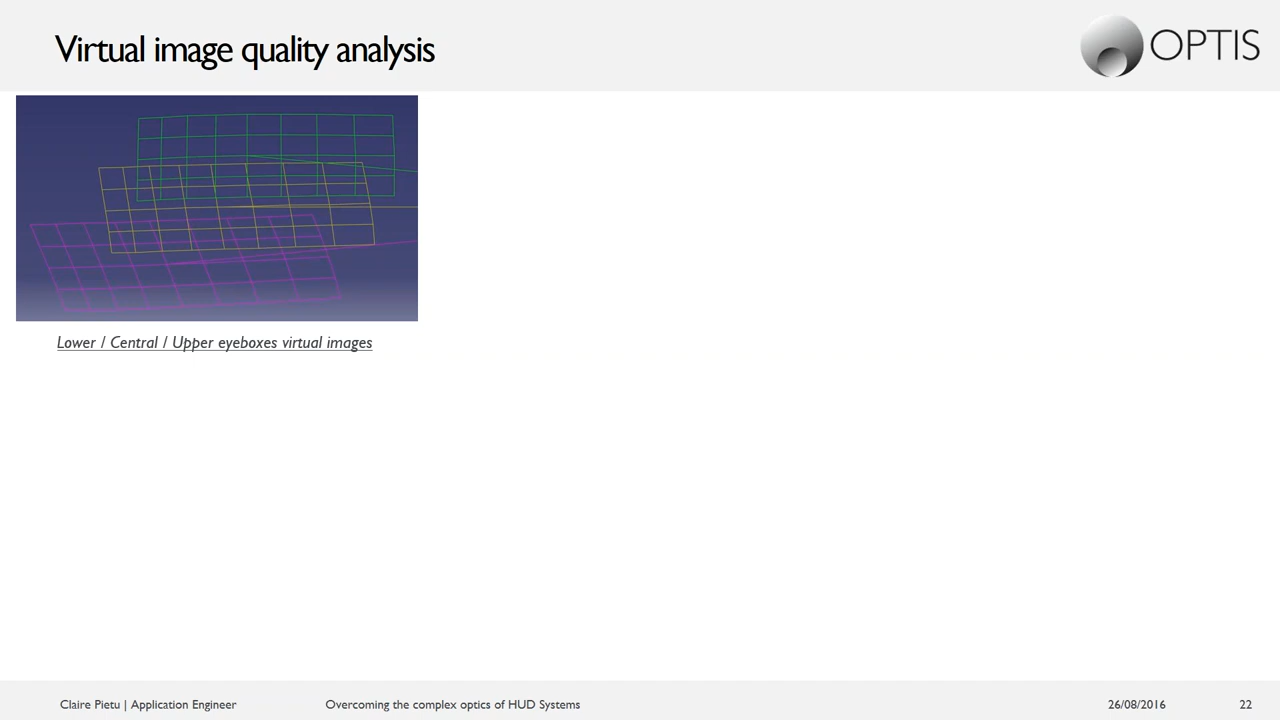 Virtual image quality analysis
OPTIS
Lower / Central / Upper eyeboxes virtual images
Claire Pietu | Application Engineer
Overcoming the complex optics of HUD Systems
26/08/2016
22